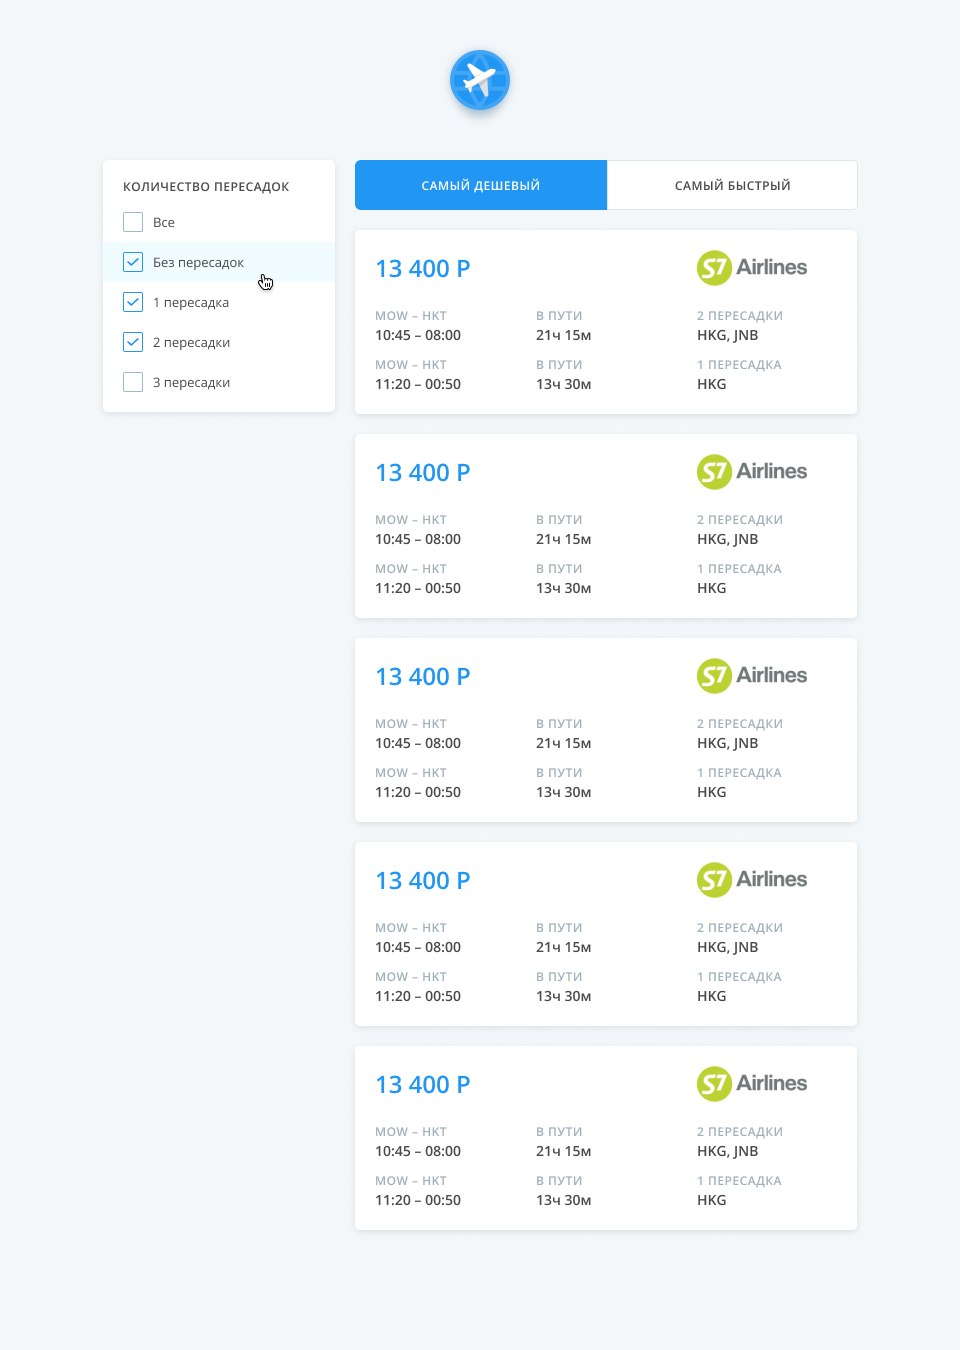 КОЛИЧЕСТВО ПЕРЕСАДОК
Все
Без пересадок
1 пересадка
2 пересадки
3 пересадки
САМЫЙ ДЕШЕВЫЙ САМЫЙ БЫСТРЫЙ
13 400 Р S7 Airlines
MOW – HKT В ПУТИ 2 ПЕРЕСАДКИ
10:45 – 08:00 21ч 15м HKG, JNB
MOW – HKT В ПУТИ 1 ПЕРЕСАДКА
11:20 – 00:50 13ч 30м HKG
13 400 Р S7 Airlines
MOW – HKT В ПУТИ 2 ПЕРЕСАДКИ
10:45 – 08:00 21ч 15м HKG, JNB
MOW – HKT В ПУТИ 1 ПЕРЕСАДКА
11:20 – 00:50 13ч 30м HKG
13 400 Р S7 Airlines
MOW – HKT В ПУТИ 2 ПЕРЕСАДКИ
10:45 – 08:00 21ч 15м HKG, JNB
MOW – HKT В ПУТИ 1 ПЕРЕСАДКА
11:20 – 00:50 13ч 30м HKG
13 400 Р S7 Airlines
MOW – HKT В ПУТИ 2 ПЕРЕСАДКИ
10:45 – 08:00 21ч 15м HKG, JNB
MOW – HKT В ПУТИ 1 ПЕРЕСАДКА
11:20 – 00:50 13ч 30м HKG
13 400 Р S7 Airlines
MOW – HKT В ПУТИ 2 ПЕРЕСАДКИ
10:45 – 08:00 21ч 15м HKG, JNB
MOW – HKT В ПУТИ 1 ПЕРЕСАДКА
11:20 – 00:50 13ч 30м HKG